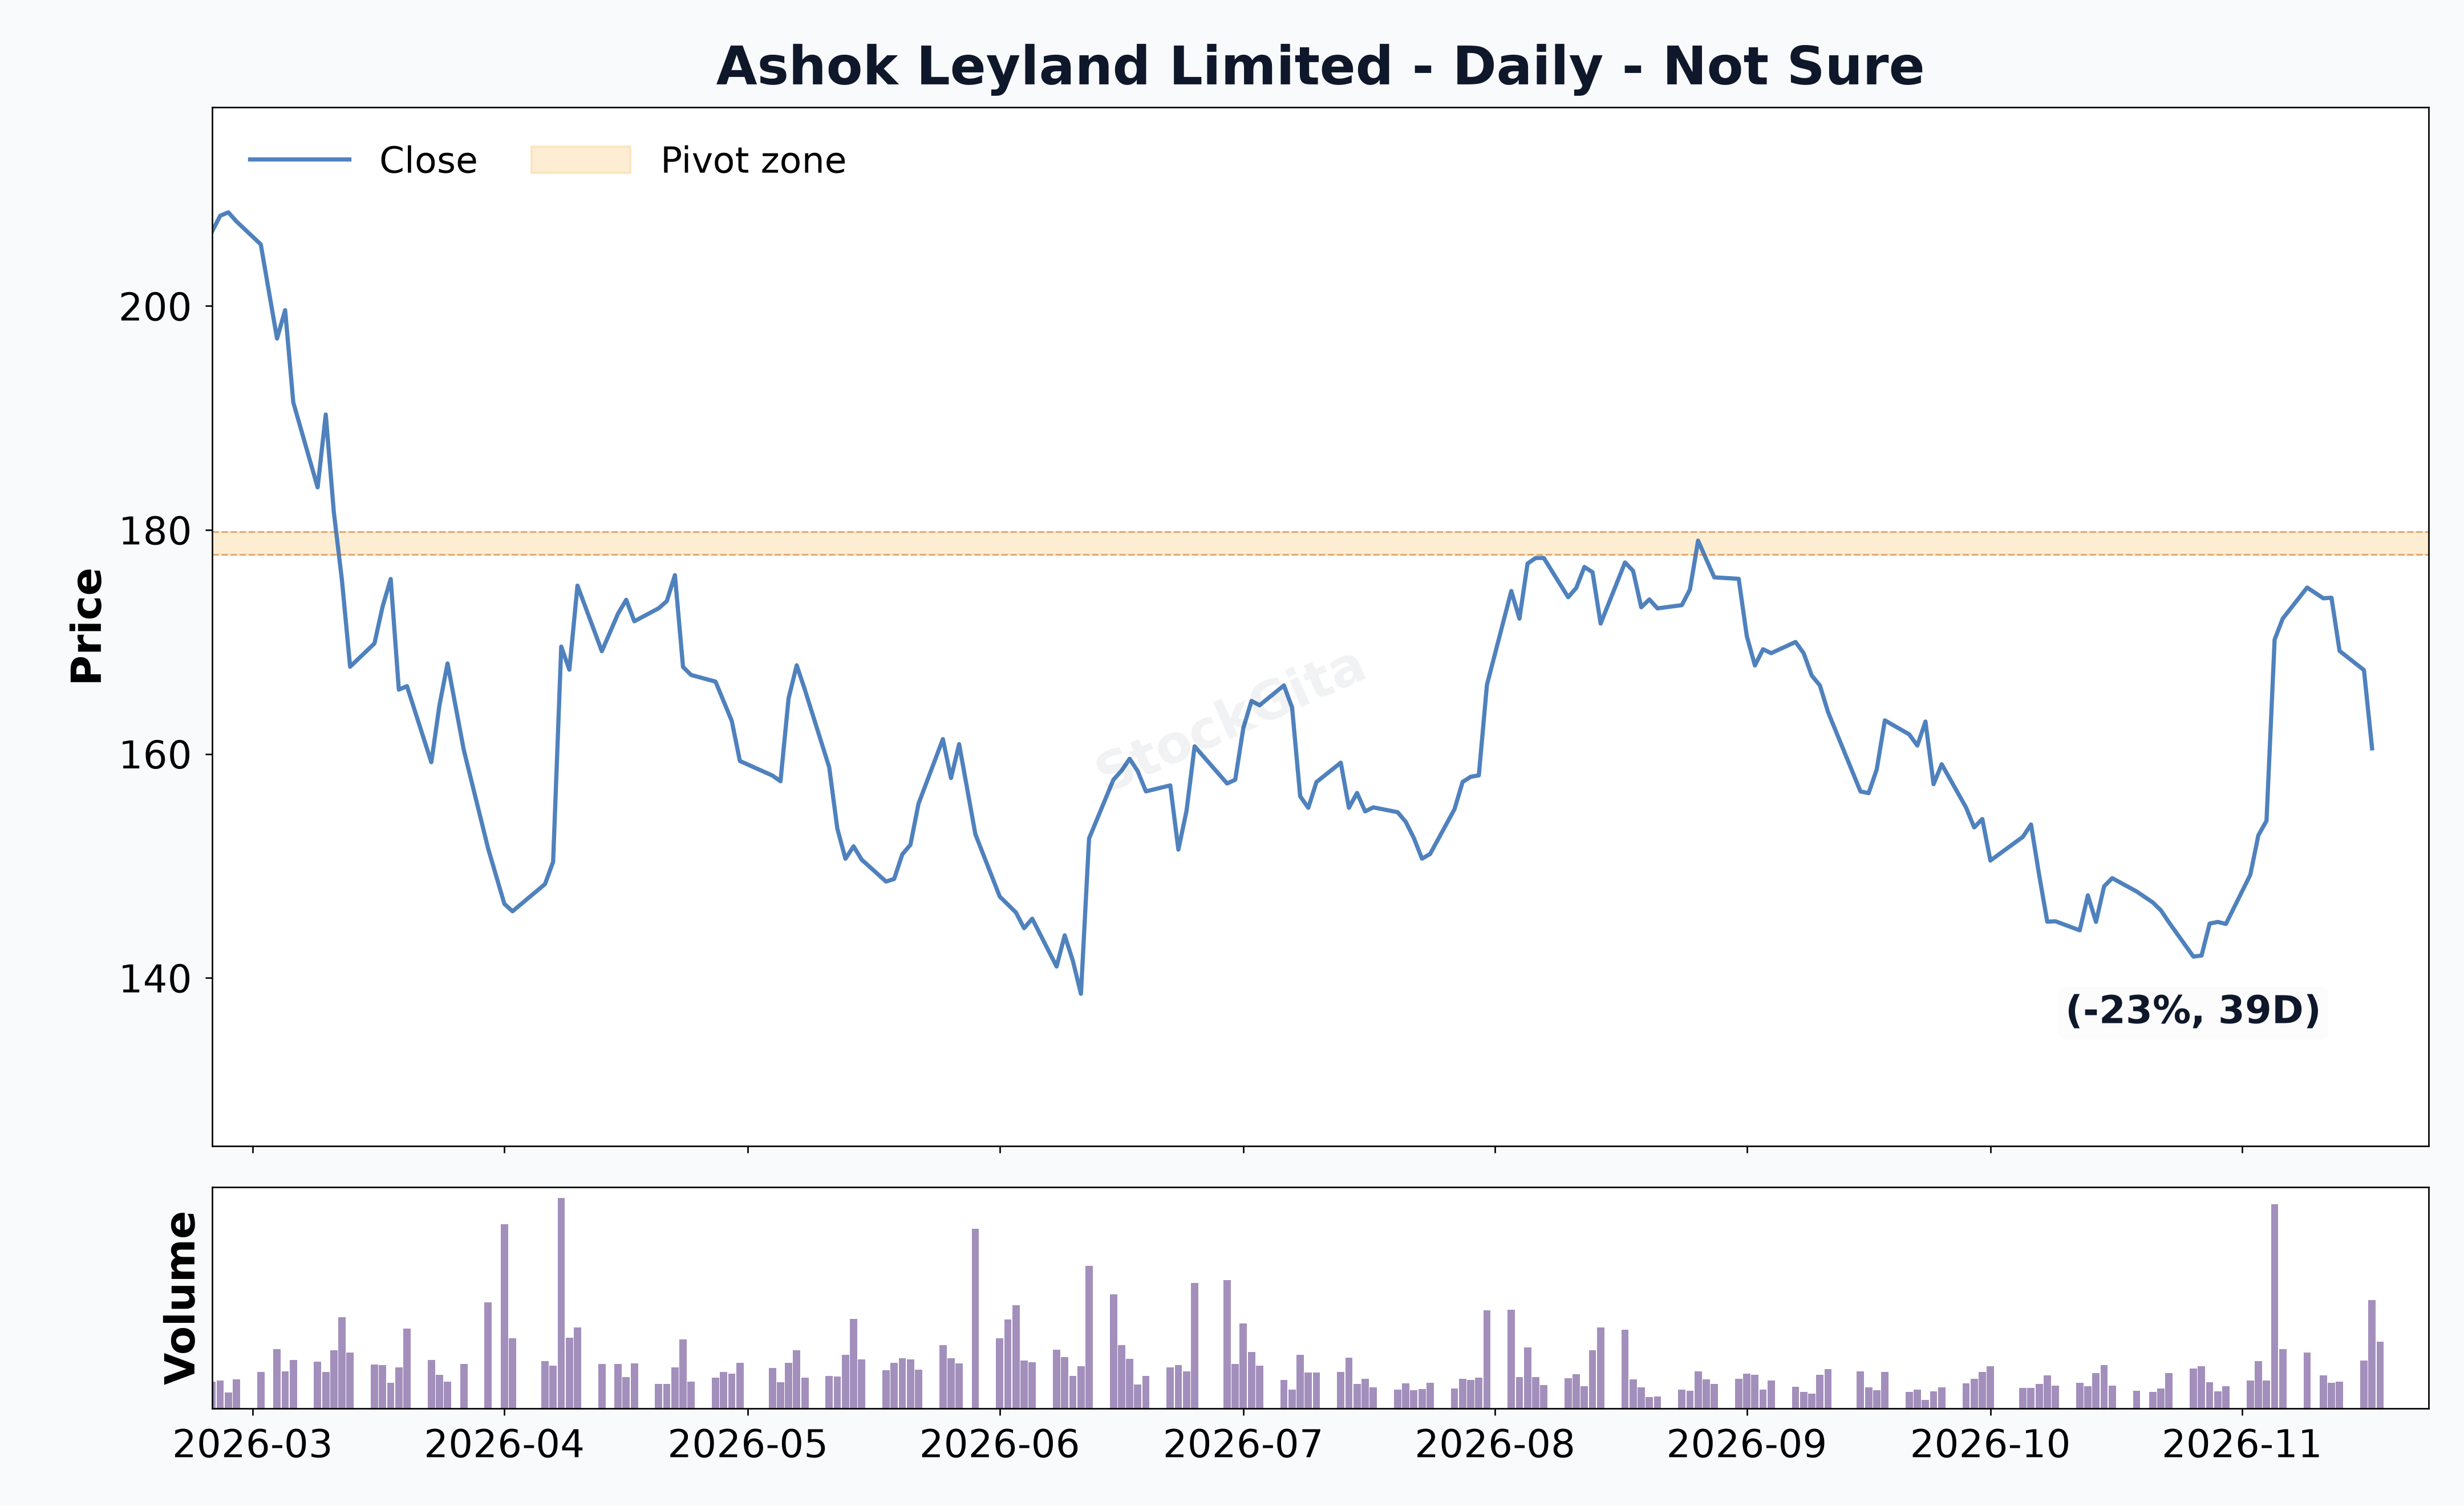 Ashok Leyland Limited - Daily - Not Sure
Close
Pivot zone
200
180
160
140
Price
StockGita
(-23%, 39D)
Volume
2026-03
2026-04
2026-05
2026-06
2026-07
2026-08
2026-09
2026-10
2026-11